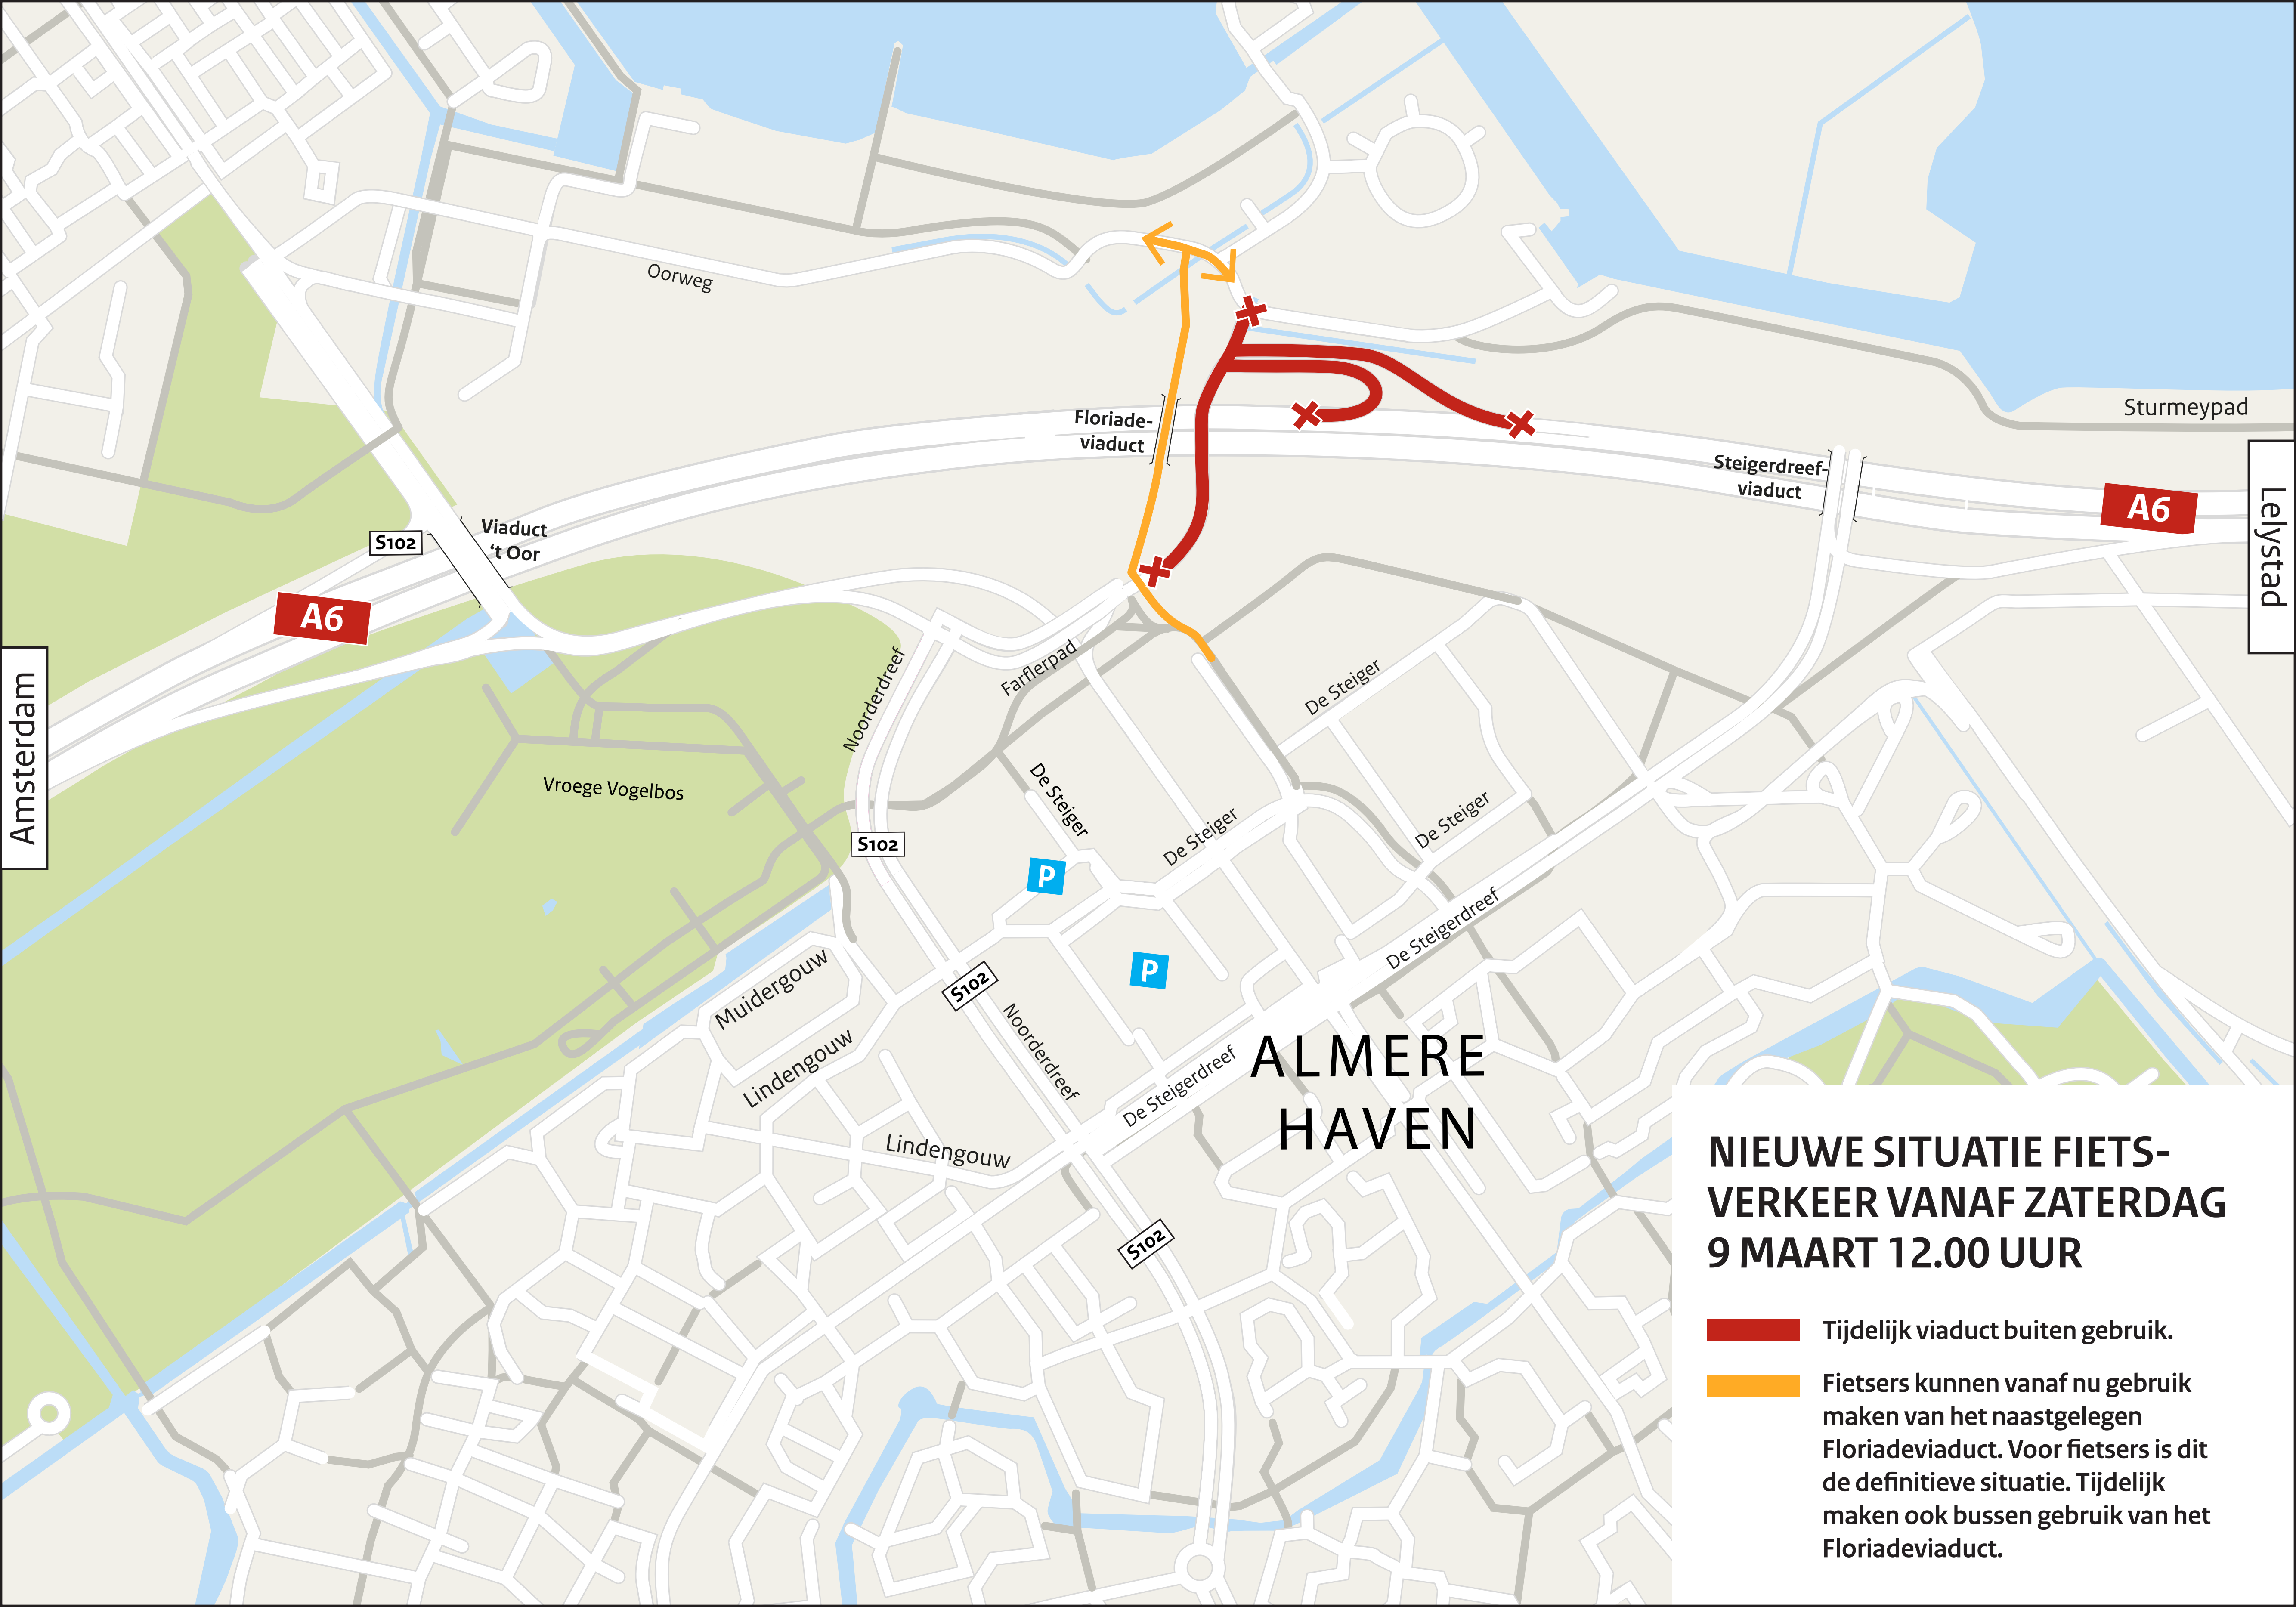 Oorweg
Floriade-
viaduct
Sturmeypad
Steigerdreef-
viaduct
A6
Lelystad
Viaduct
‘t Oor
S102
A6
Amsterdam
Noorderdreef
Farflerpad
De Steiger
Vroege Vogelbos
De Steiger
De Steiger
De Steiger
S102
P
De Steigerdreef
P
Muidergouw
S102
Noorderdreef
Lindengouw
De Steigerdreef
ALMERE
HAVEN
Lindengouw
S102
NIEUWE SITUATIE FIETS-
VERKEER VANAF ZATERDAG
9 MAART 12.00 UUR
Tijdelijk viaduct buiten gebruik.
Fietsers kunnen vanaf nu gebruik
maken van het naastgelegen
Floriadeviaduct. Voor fietsers is dit
de definitieve situatie. Tijdelijk
maken ook bussen gebruik van het
Floriadeviaduct.